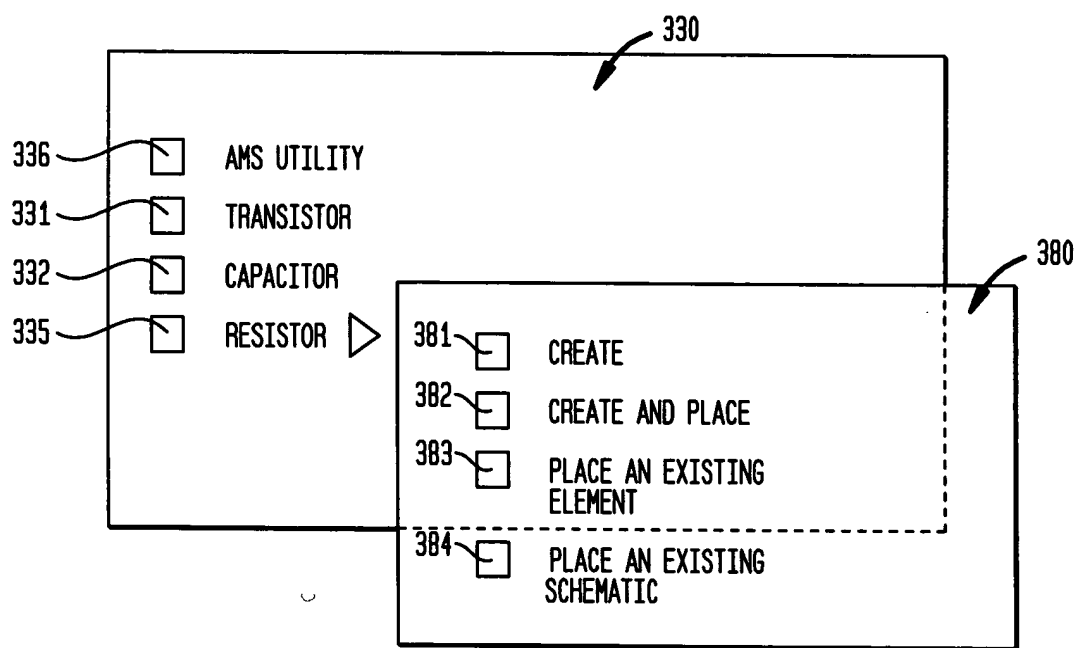 330
336 AMS UTILITY
331 TRANSISTOR
332 CAPACITOR
380
335 RESISTOR
381 CREATE
382 CREATE AND PLACE
383 PLACE AN EXISTING
ELEMENT
384 PLACE AN EXISTING
SCHEMATIC